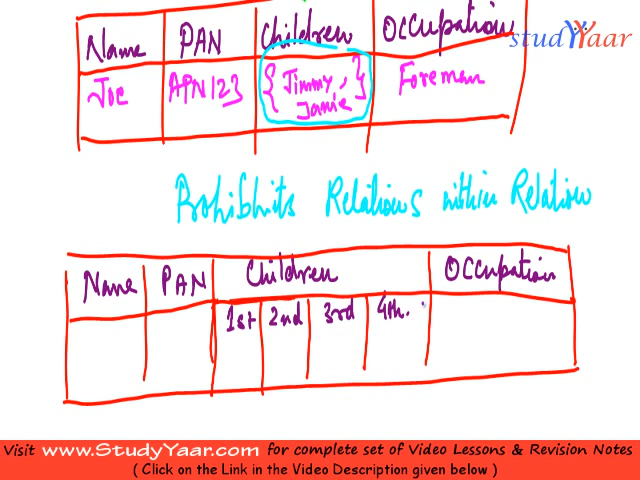 Name PAN Children Occupation
studYYaar
Joe APN123 { Jimmy, Foreman
Jamie }
Prohibhits Relations within Relation
Name PAN Children Occupation
1st 2nd 3rd 4th. :
Visit www.StudyYaar.com for complete set of Video Lessons & Revision Notes
( Click on the Link in the Video Description given below )